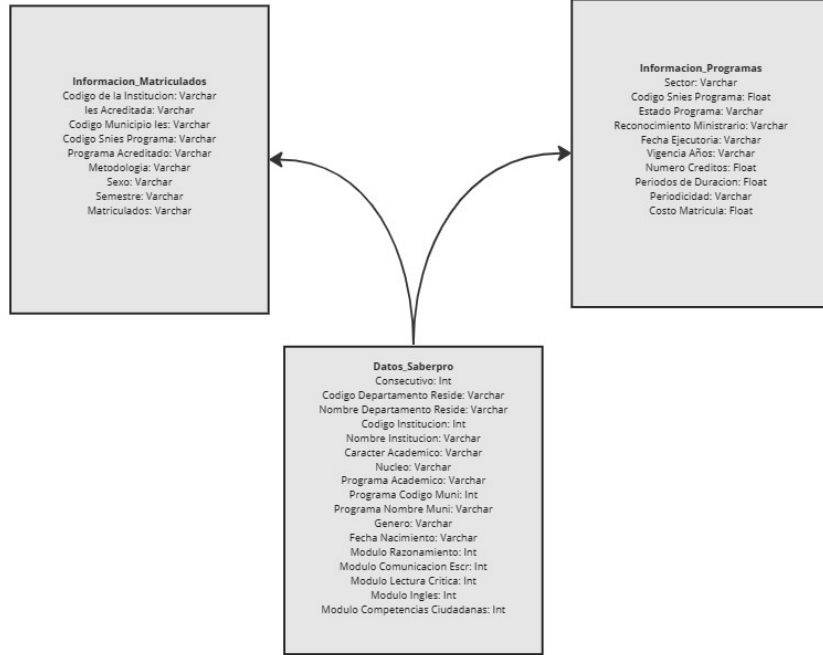 Informacion_Matriculados
Codigo de la Institucion: Varchar
Ies Acreditada: Varchar
Codigo Municipio Ies: Varchar
Codigo Snies Programa: Varchar
Programa Acreditado: Varchar
Metodologia: Varchar
Sexo: Varchar
Semestre: Varchar
Matriculados: Varchar
Informacion_Programas
Sector: Varchar
Codigo Snies Programa: Float
Estado Programa: Varchar
Reconocimiento Ministrario: Varchar
Fecha Ejecutoria: Varchar
Vigencia Años: Varchar
Numero Creditos: Float
Periodos de Duracion: Float
Periodicidad: Varchar
Costo Matricula: Float
Datos_Saberpro
Consecutivo: Int
Codigo Departamento Reside: Varchar
Nombre Departamento Reside: Varchar
Codigo Institucion: Int
Nombre Institucion: Varchar
Caracter Academico: Varchar
Nucleo: Varchar
Programa Academico: Varchar
Programa Codigo Muni: Int
Programa Nombre Muni: Varchar
Genero: Varchar
Fecha Nacimiento: Varchar
Modulo Razonamiento: Int
Modulo Comunicacion Escr: Int
Modulo Lectura Critica: Int
Modulo Ingles: Int
Modulo Competencias Ciudadanas: Int